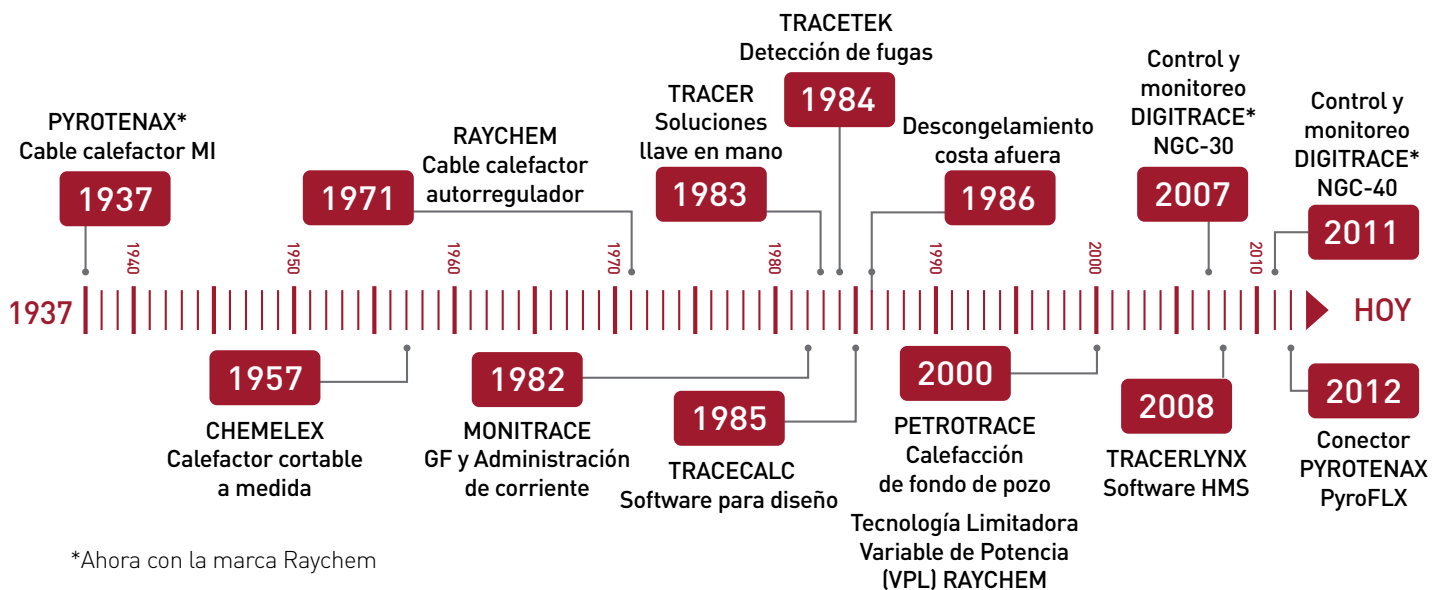 PYROTENAX*
Cable calefactor MI
1937
RAYCHEM
Cable calefactor
autorregulador
1971
TRACER
Soluciones
llave en mano
1983
TRACETEK
Detección de fugas
1984
Descongelamiento
costa afuera
1986
Control y
monitoreo
DIGITRACE*
NGC-30
2007
Control y
monitoreo
DIGITRACE*
NGC-40
2011
1940
1950
1960
1970
1980
1990
2000
2010
1937
HOY
1957
CHEMELEX
Calefactor cortable
a medida
1982
MONITRACE
GF y Administración
de corriente
1985
TRACECALC
Software para diseño
2000
PETROTRACE
Calefacción
de fondo de pozo
Tecnología Limitadora
Variable de Potencia
(VPL) RAYCHEM
2008
TRACERLYNX
Software HMS
2012
Conector
PYROTENAX
PyroFLX
*Ahora con la marca Raychem